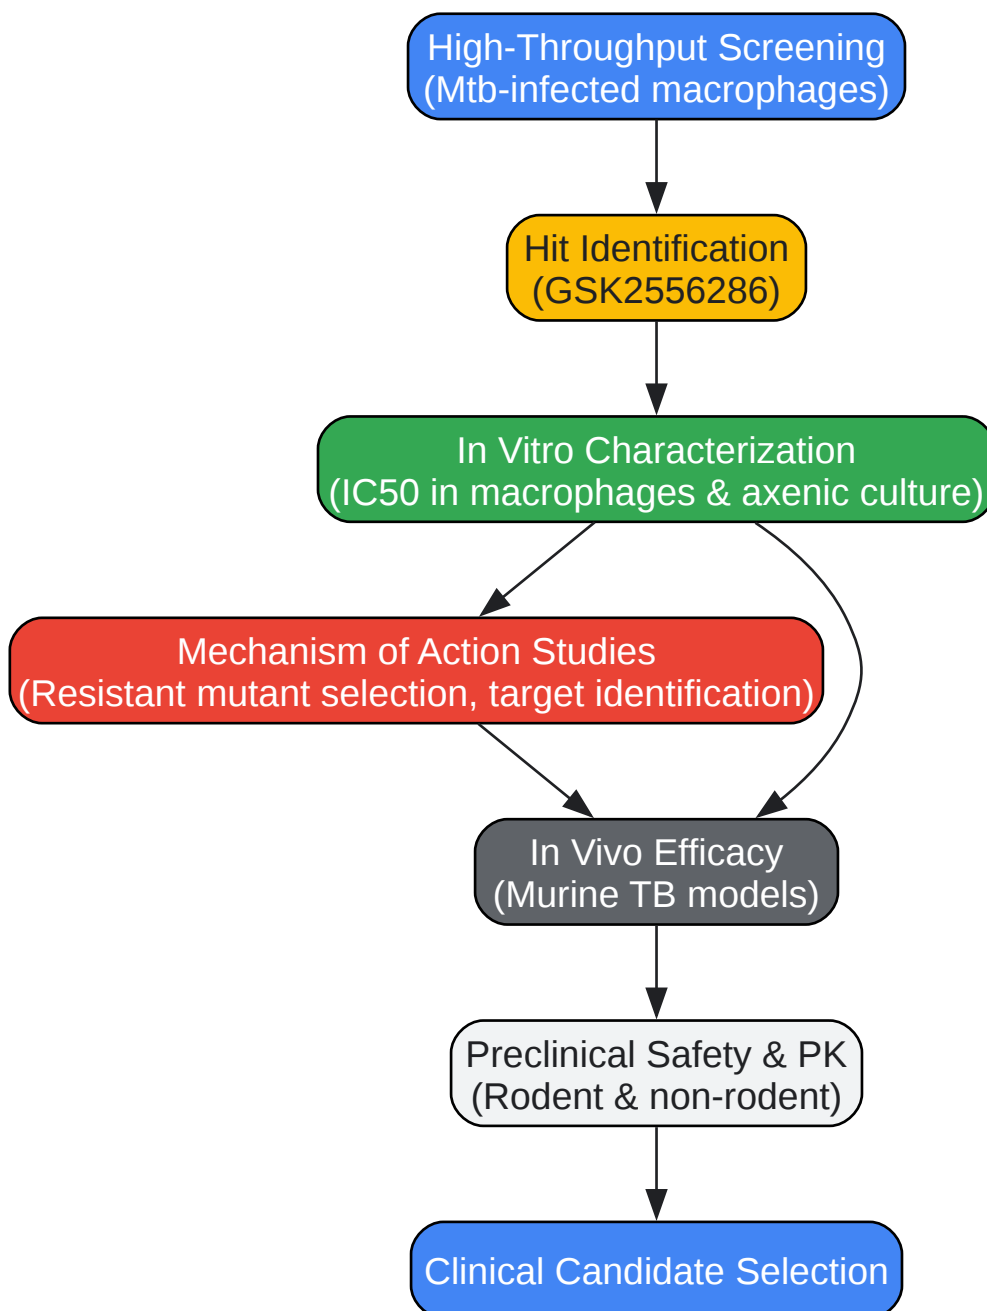 High-Throughput Screening
(Mtb-infected macrophages)
Hit Identification
(GSK2556286)
In Vitro Characterization
(IC50 in macrophages & axenic culture)
Mechanism of Action Studies
(Resistant mutant selection, target identification)
In Vivo Efficacy
(Murine TB models)
Preclinical Safety & PK
(Rodent & non-rodent)
Clinical Candidate Selection